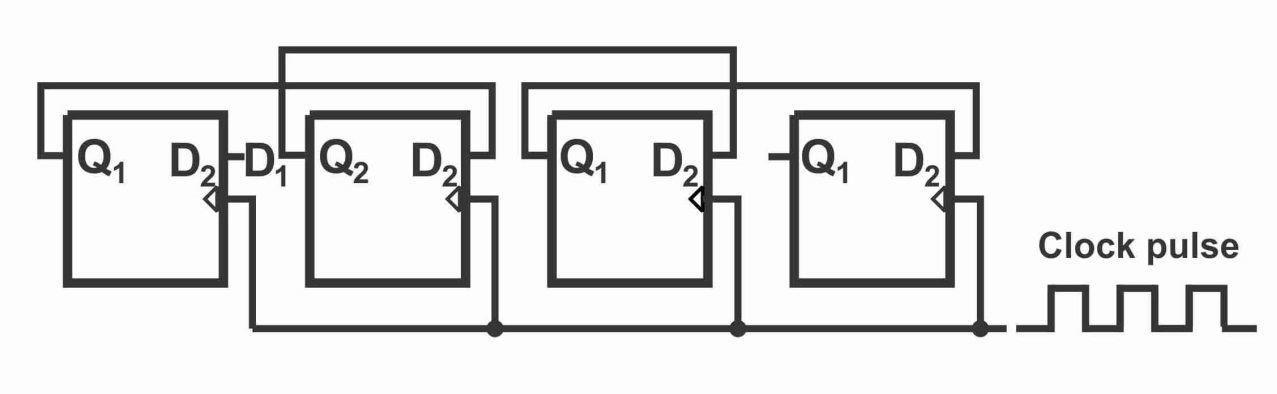 Q₁ D₂ D₁ Q₂ D₂ Q₁ D₂ Q₁ D₂
Clock pulse